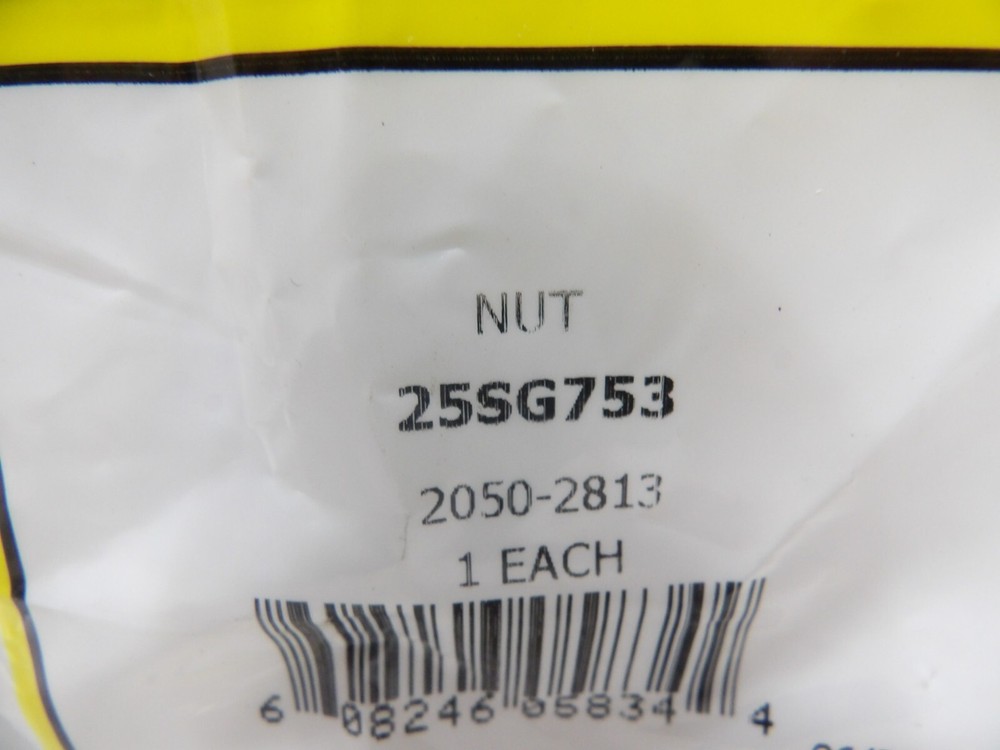 NUT
25SG753
2050-2813
1 EACH
6 08246 05834 4